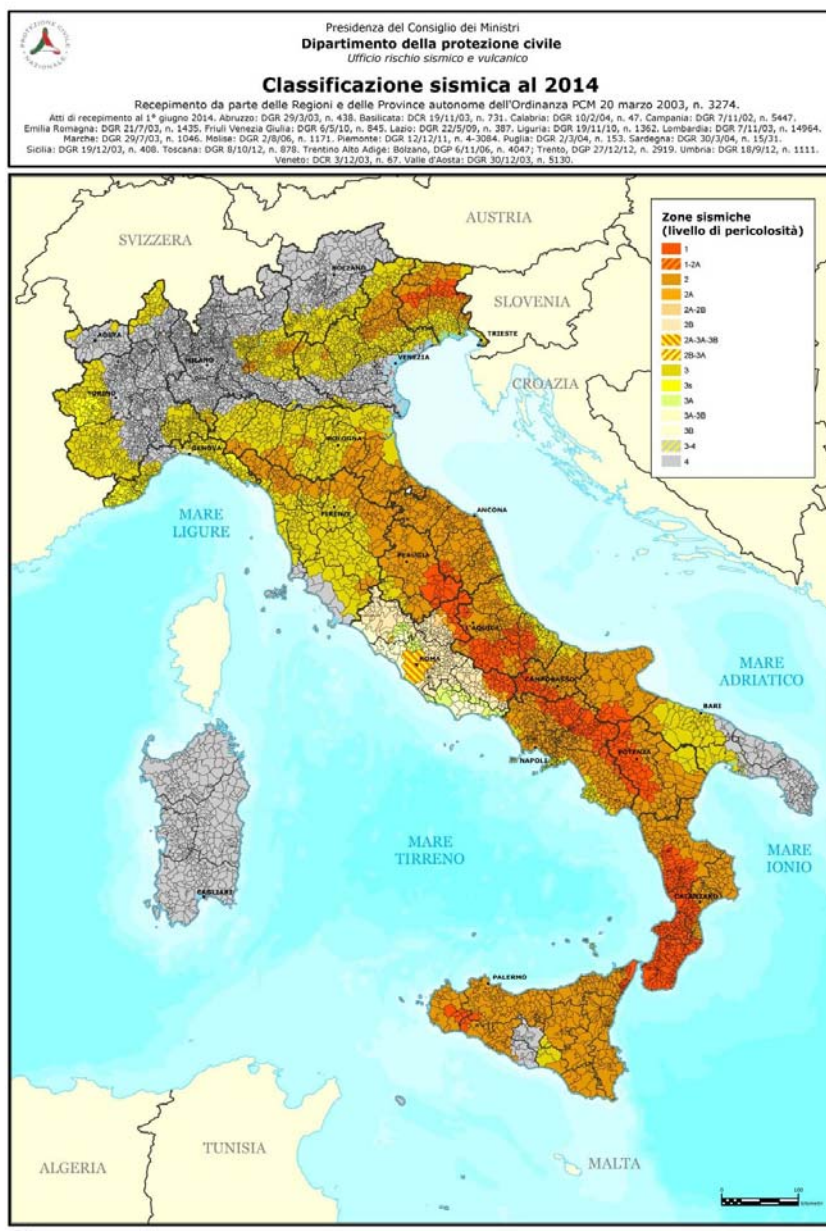 PROTEZIONE CIVILE
NAZIONALE
Presidenza del Consiglio dei Ministri
Dipartimento della protezione civile
Ufficio rischio sismico e vulcanico
Classificazione sismica al 2014
Recepimento da parte delle Regioni e delle Province autonome dell'Ordinanza PCM 20 marzo 2003, n. 3274.
Atti di recepimento al 1° giugno 2014. Abruzzo: DGR 29/3/03, n. 438. Basilicata: DCR 19/11/03, n. 731. Calabria: DGR 10/2/04, n. 47. Campania: DGR 7/11/02, n. 5447.
Emilia Romagna: DGR 21/7/03, n. 1435. Friuli Venezia Giulia: DGR 6/5/10, n. 845. Lazio: DGR 22/5/09, n. 387. Liguria: DGR 19/11/10, n. 1362. Lombardia: DGR 7/11/03, n. 14964.
Marche: DGR 29/7/03, n. 1046. Molise: DGR 2/8/06, n. 1171. Piemonte: DGR 12/12/11, n. 4-3084. Puglia: DGR 2/3/04, n. 153. Sardegna: DGR 30/3/04, n. 15/31.
Sicilia: DGR 19/12/03, n. 408. Toscana: DGR 8/10/12, n. 878. Trentino Alto Adige: Bolzano, DGP 6/11/06, n. 4047; Trento, DGP 27/12/12, n. 2919. Umbria: DGR 18/9/12, n. 1111.
Veneto: DCR 3/12/03, n. 67. Valle d'Aosta: DGR 30/12/03, n. 5130.
AUSTRIA
SVIZZERA
Zone sismiche
(livello di pericolosità)
1
1-2A
2
2A
2A-2B
2B
2A-3A-3B
2B-3A
3
3s
3A
3A-3B
3B
3-4
4
BOLZANO
SLOVENIA
AOSTA
TRIESTE
MILANO
VENEZIA
CROAZIA
TORINO
BOLOGNA
GENOVA
MARE
LIGURE
FIRENZE
ANCONA
PERUGIA
L'AQUILA
ROMA
CAMPOBASSO
MARE
ADRIATICO
BARI
NAPOLI
POTENZA
MARE
TIRRENO
MARE
IONIO
CAGLIARI
CATANZARO
PALERMO
TUNISIA
ALGERIA
MALTA
0
100